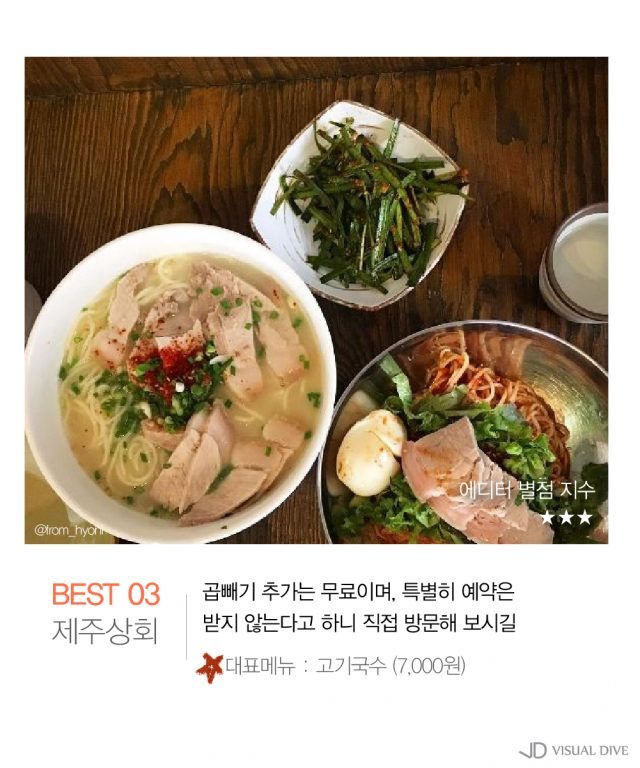 에디터 별점 지수
★★★
BEST 03
제주상회
곱빼기 추가는 무료이며, 특별히 예약은
받지 않는다고 하니 직접 방문해 보시길
대표메뉴 : 고기국수 (7,000원)
JD VISUAL DIVE